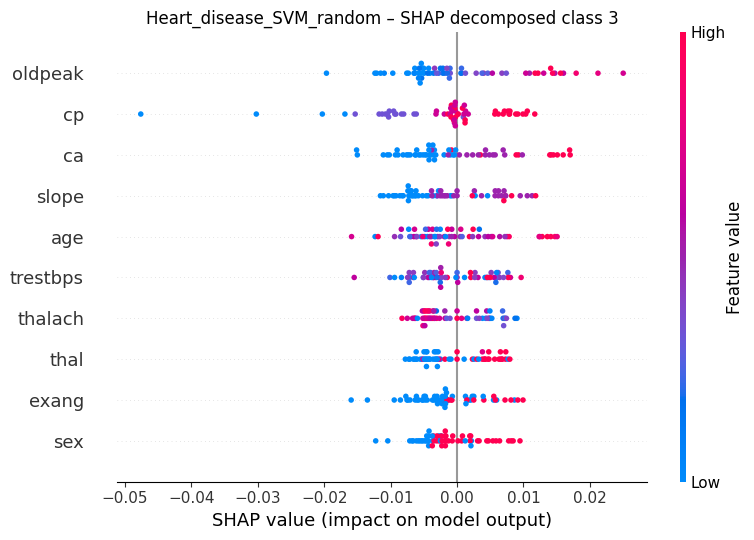 Heart_disease_SVM_random – SHAP decomposed class 3
High
oldpeak
cp
ca
slope
age
trestbps
thalach
thal
exang
sex
Feature value
Low
−0.05 −0.04 −0.03 −0.02 −0.01 0.00 0.01 0.02
SHAP value (impact on model output)